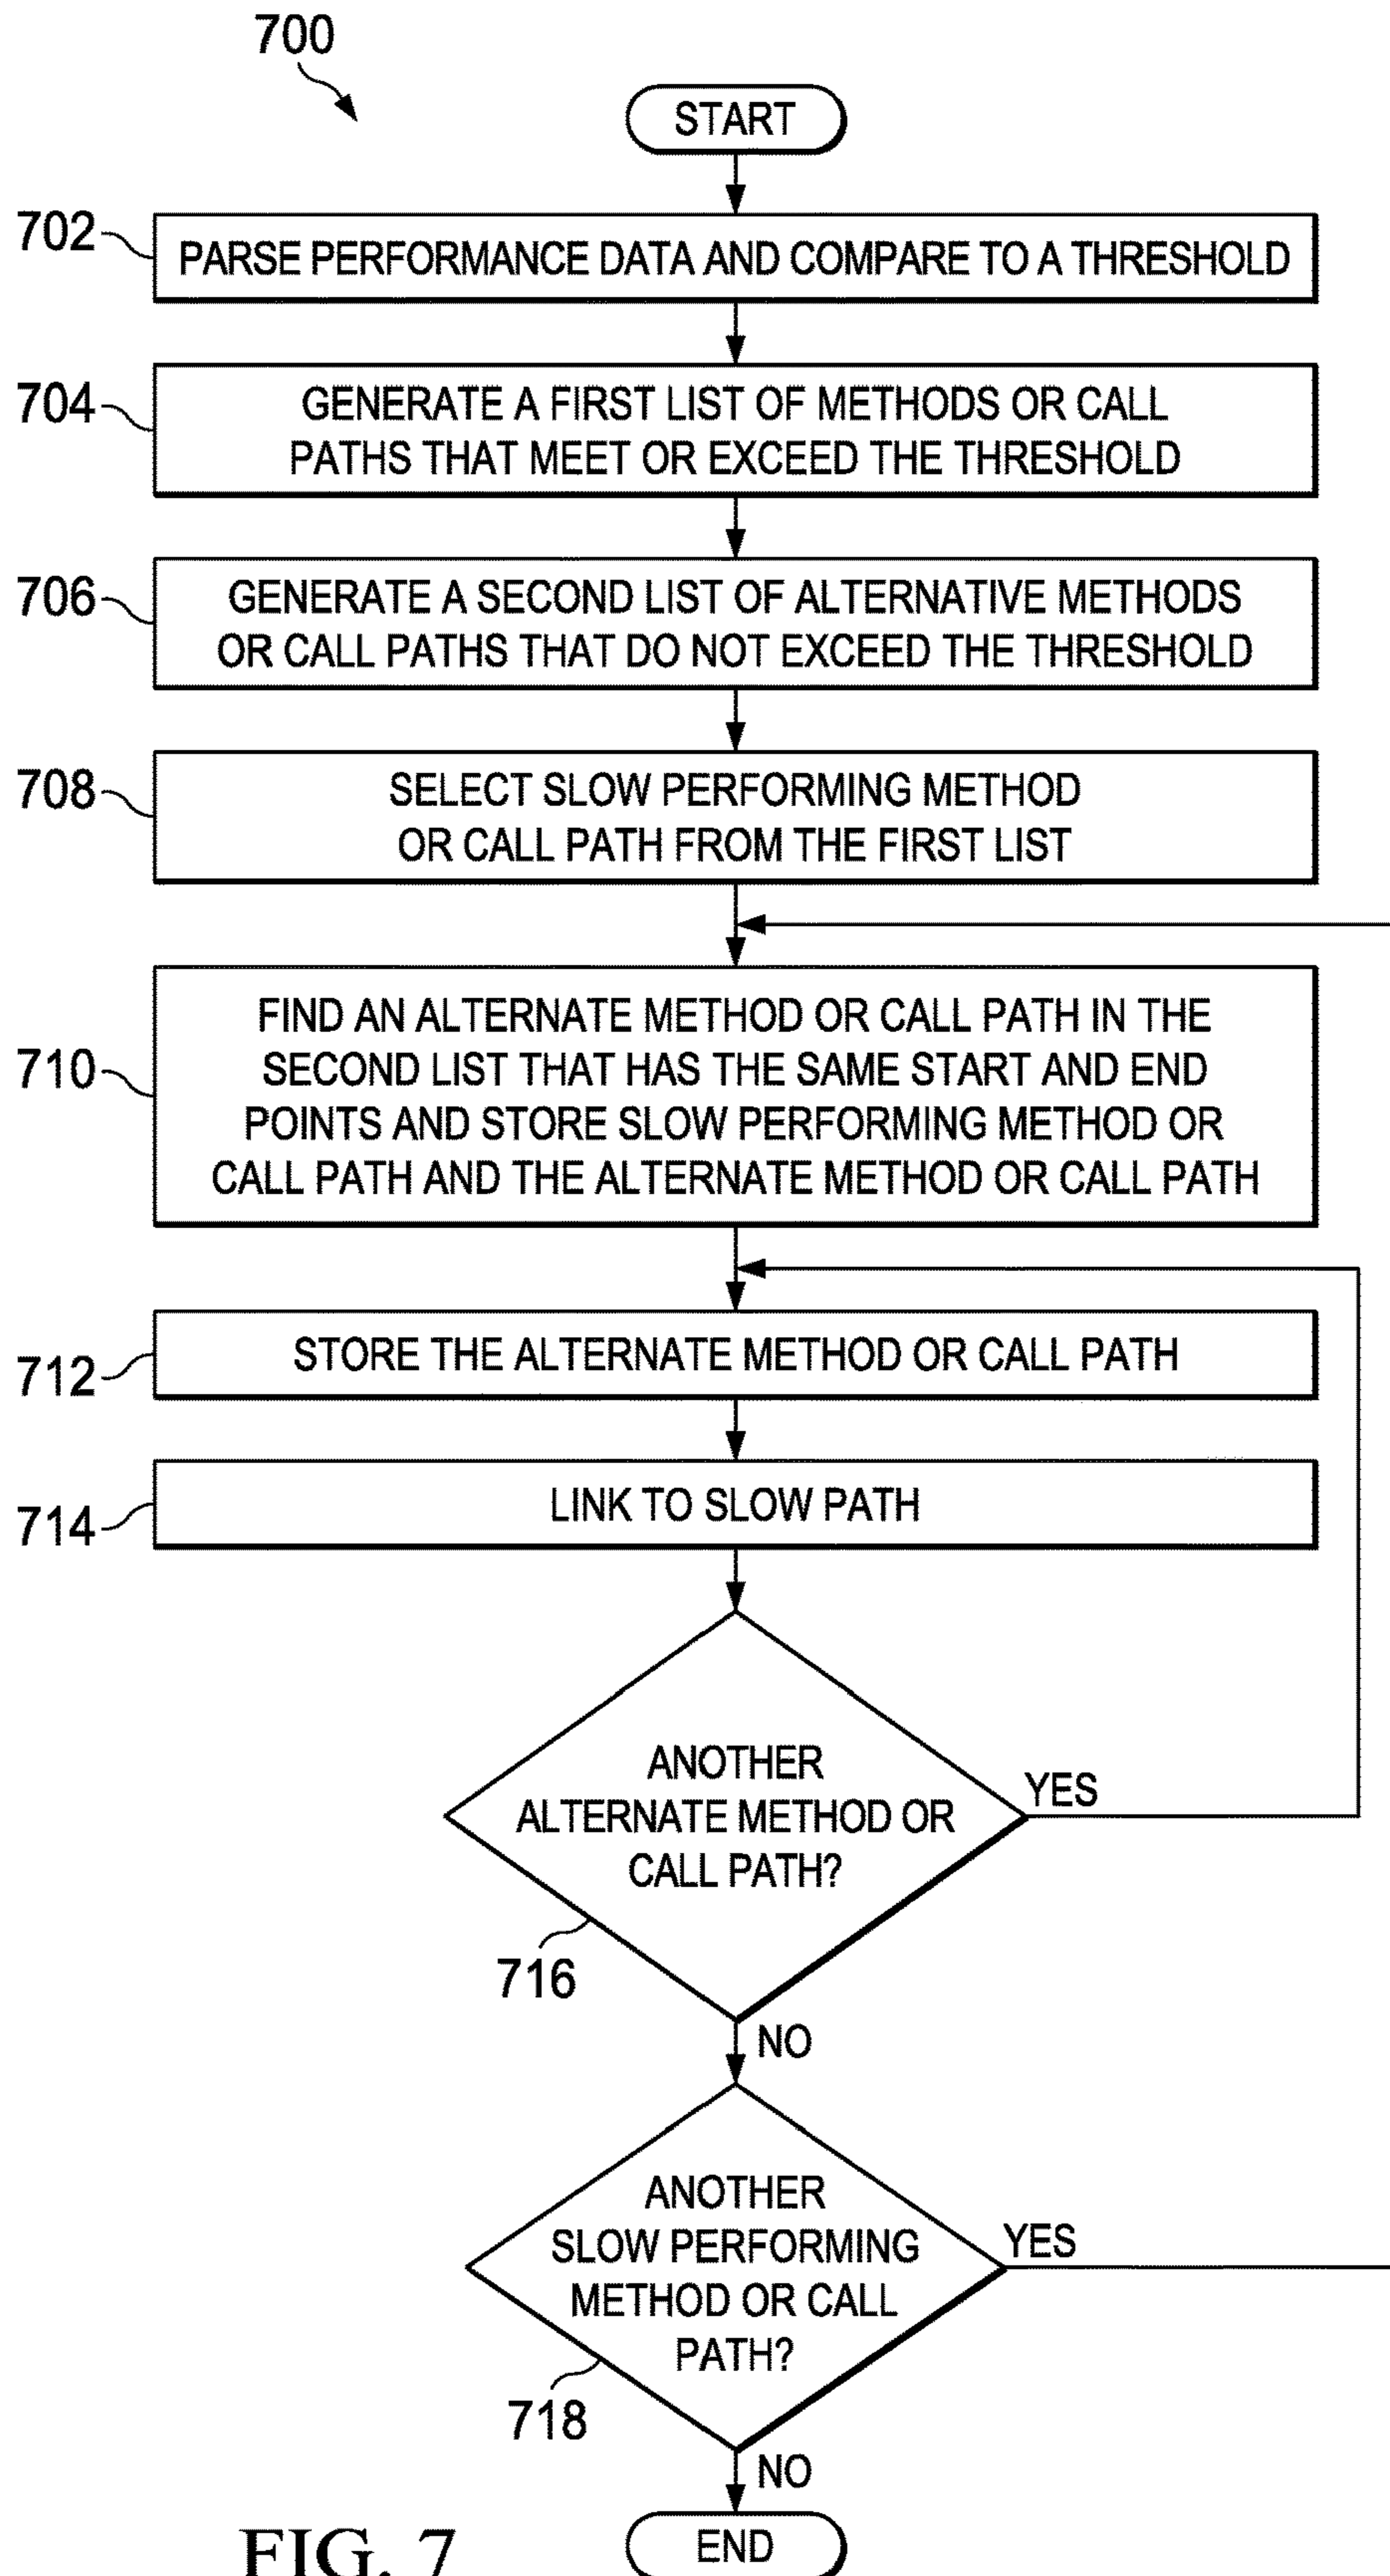 700
START
702
PARSE PERFORMANCE DATA AND COMPARE TO A THRESHOLD
704
GENERATE A FIRST LIST OF METHODS OR CALL
PATHS THAT MEET OR EXCEED THE THRESHOLD
706
GENERATE A SECOND LIST OF ALTERNATIVE METHODS
OR CALL PATHS THAT DO NOT EXCEED THE THRESHOLD
708
SELECT SLOW PERFORMING METHOD
OR CALL PATH FROM THE FIRST LIST
710
FIND AN ALTERNATE METHOD OR CALL PATH IN THE
SECOND LIST THAT HAS THE SAME START AND END
POINTS AND STORE SLOW PERFORMING METHOD OR
CALL PATH AND THE ALTERNATE METHOD OR CALL PATH
712
STORE THE ALTERNATE METHOD OR CALL PATH
714
LINK TO SLOW PATH
ANOTHER
ALTERNATE METHOD OR
CALL PATH?
YES
716
NO
ANOTHER
SLOW PERFORMING
METHOD OR CALL
PATH?
YES
718
NO
END
FIG. 7